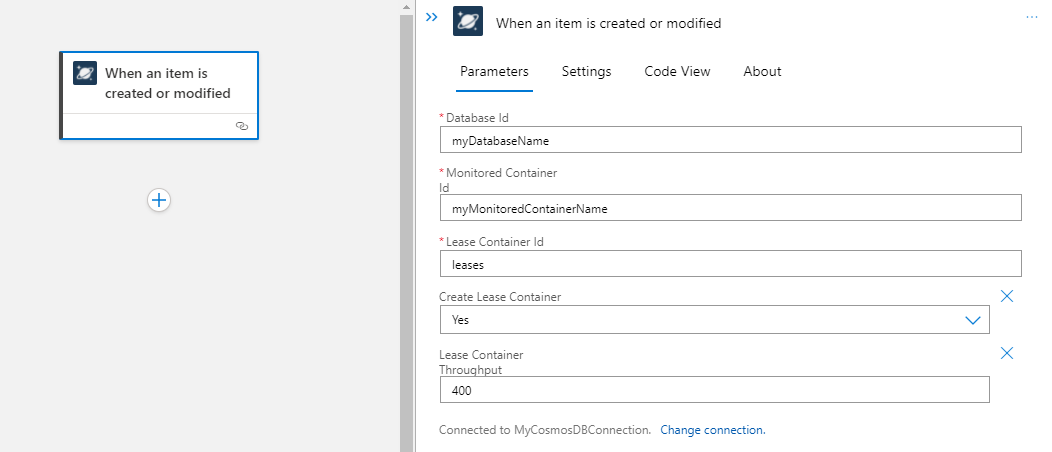 When an item is
created or modified
When an item is created or modified
Parameters Settings Code View About
* Database Id
myDatabaseName
* Monitored Container
Id
myMonitoredContainerName
* Lease Container Id
leases
Create Lease Container
Yes
Lease Container
Throughput
400
Connected to MyCosmosDBConnection. Change connection.